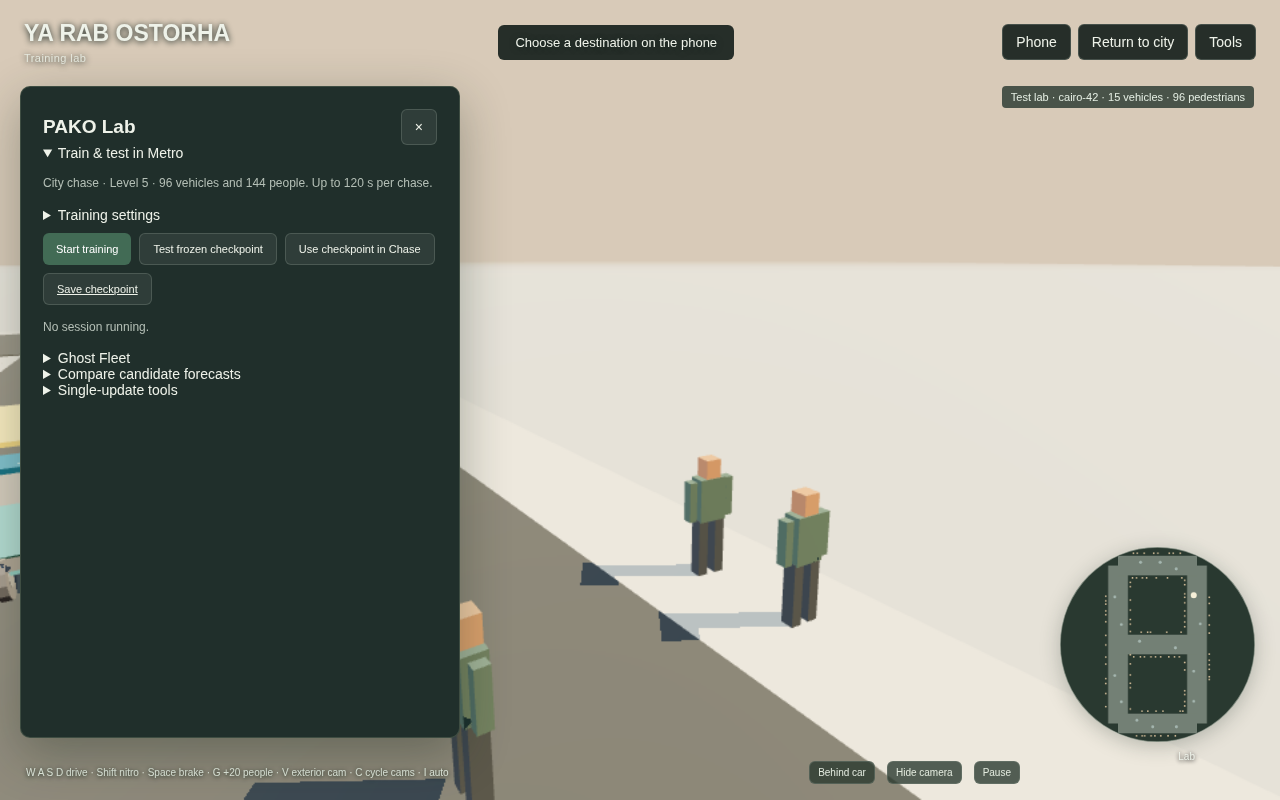 YA RAB OSTORHA
Training lab
Choose a destination on the phone
Phone
Return to city
Tools
Test lab · cairo-42 · 15 vehicles · 96 pedestrians
PAKO Lab
×
Train & test in Metro
City chase · Level 5 · 96 vehicles and 144 people. Up to 120 s per chase.
Training settings
Start training
Test frozen checkpoint
Use checkpoint in Chase
Save checkpoint
No session running.
Ghost Fleet
Compare candidate forecasts
Single-update tools
Lab
W A S D drive · Shift nitro · Space brake · G +20 people · V exterior cam · C cycle cams · I auto
Behind car
Hide camera
Pause